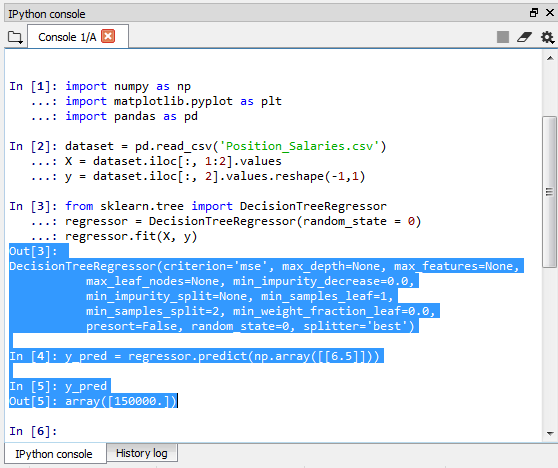 IPython console
Console 1/A
In [1]: import numpy as np
   ...: import matplotlib.pyplot as plt
   ...: import pandas as pd
In [2]: dataset = pd.read_csv('Position_Salaries.csv')
   ...: X = dataset.iloc[:, 1:2].values
   ...: y = dataset.iloc[:, 2].values.reshape(-1,1)
In [3]: from sklearn.tree import DecisionTreeRegressor
   ...: regressor = DecisionTreeRegressor(random_state = 0)
   ...: regressor.fit(X, y)
Out[3]:
DecisionTreeRegressor(criterion='mse', max_depth=None, max_features=None,
           max_leaf_nodes=None, min_impurity_decrease=0.0,
           min_impurity_split=None, min_samples_leaf=1,
           min_samples_split=2, min_weight_fraction_leaf=0.0,
           presort=False, random_state=0, splitter='best')
In [4]: y_pred = regressor.predict(np.array([[6.5]]))
In [5]: y_pred
Out[5]: array([150000.])
In [6]:
IPython console History log